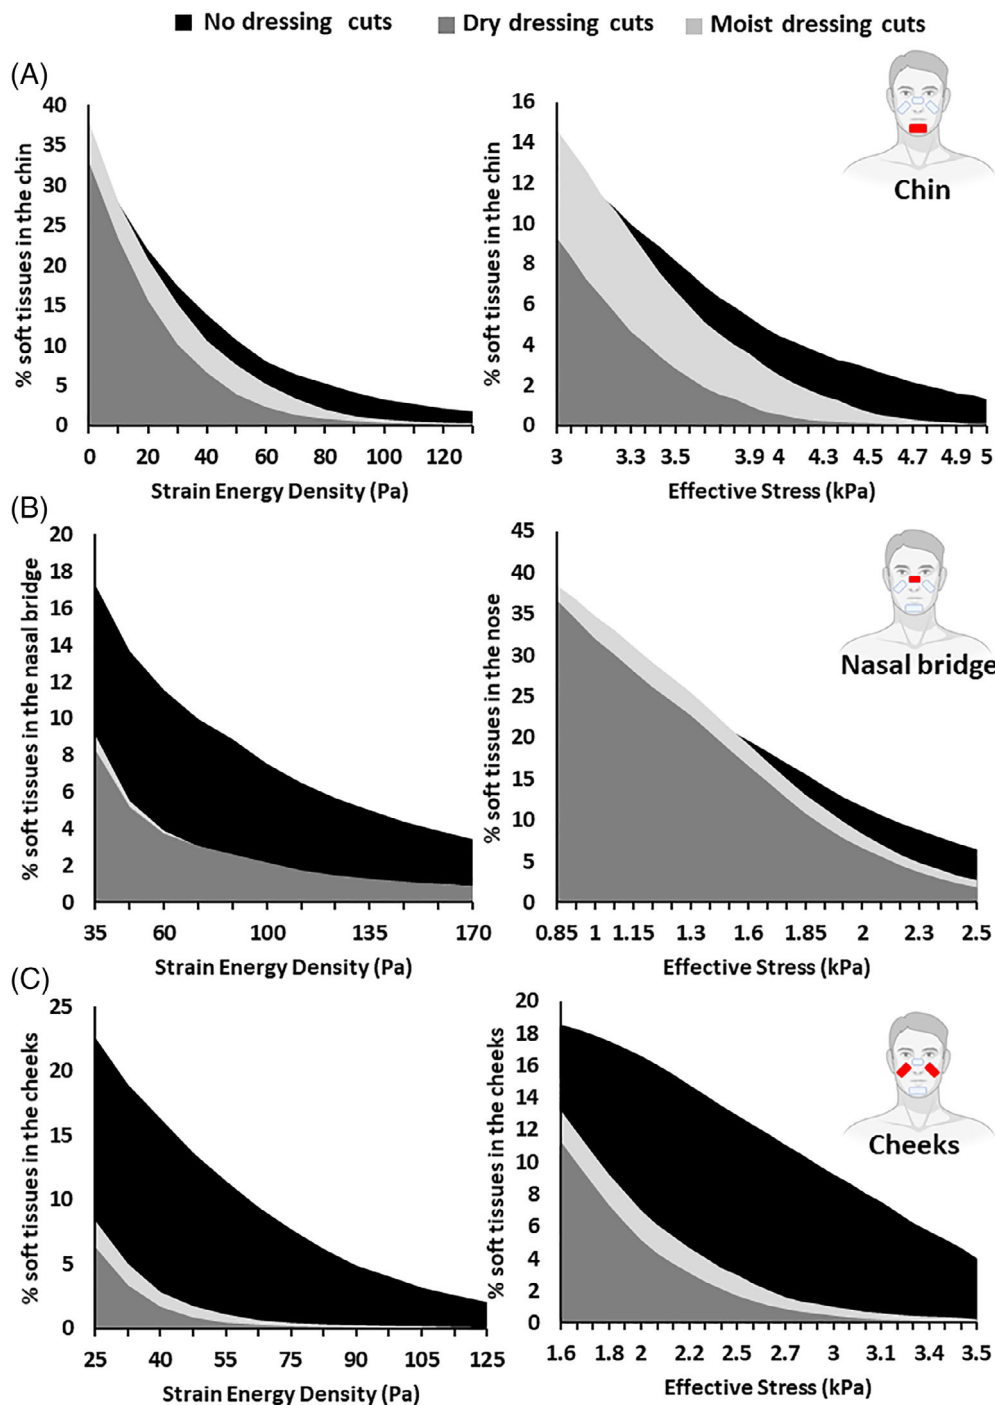 No dressing cuts
Dry dressing cuts
Moist dressing cuts
(A)
% soft tissues in the chin
40
35
30
25
20
15
10
5
0
0 20 40 60 80 100 120
Strain Energy Density (Pa)
% soft tissues in the chin
16
14
12
10
8
6
4
2
0
3 3.3 3.5 3.9 4 4.3 4.5 4.7 4.9 5
Effective Stress (kPa)
Chin
(B)
% soft tissues in the nasal bridge
20
18
16
14
12
10
8
6
4
2
0
35 60 100 135 170
Strain Energy Density (Pa)
% soft tissues in the nose
45
40
35
30
25
20
15
10
5
0
0.85 1 1.15 1.3 1.6 1.85 2 2.3 2.5
Effective Stress (kPa)
Nasal bridge
(C)
% soft tissues in the cheeks
25
20
15
10
5
0
25 40 55 75 90 105 125
Strain Energy Density (Pa)
% soft tissues in the cheeks
20
18
16
14
12
10
8
6
4
2
0
1.6 1.8 2 2.2 2.5 2.7 3 3.1 3.4 3.5
Effective Stress (kPa)
Cheeks